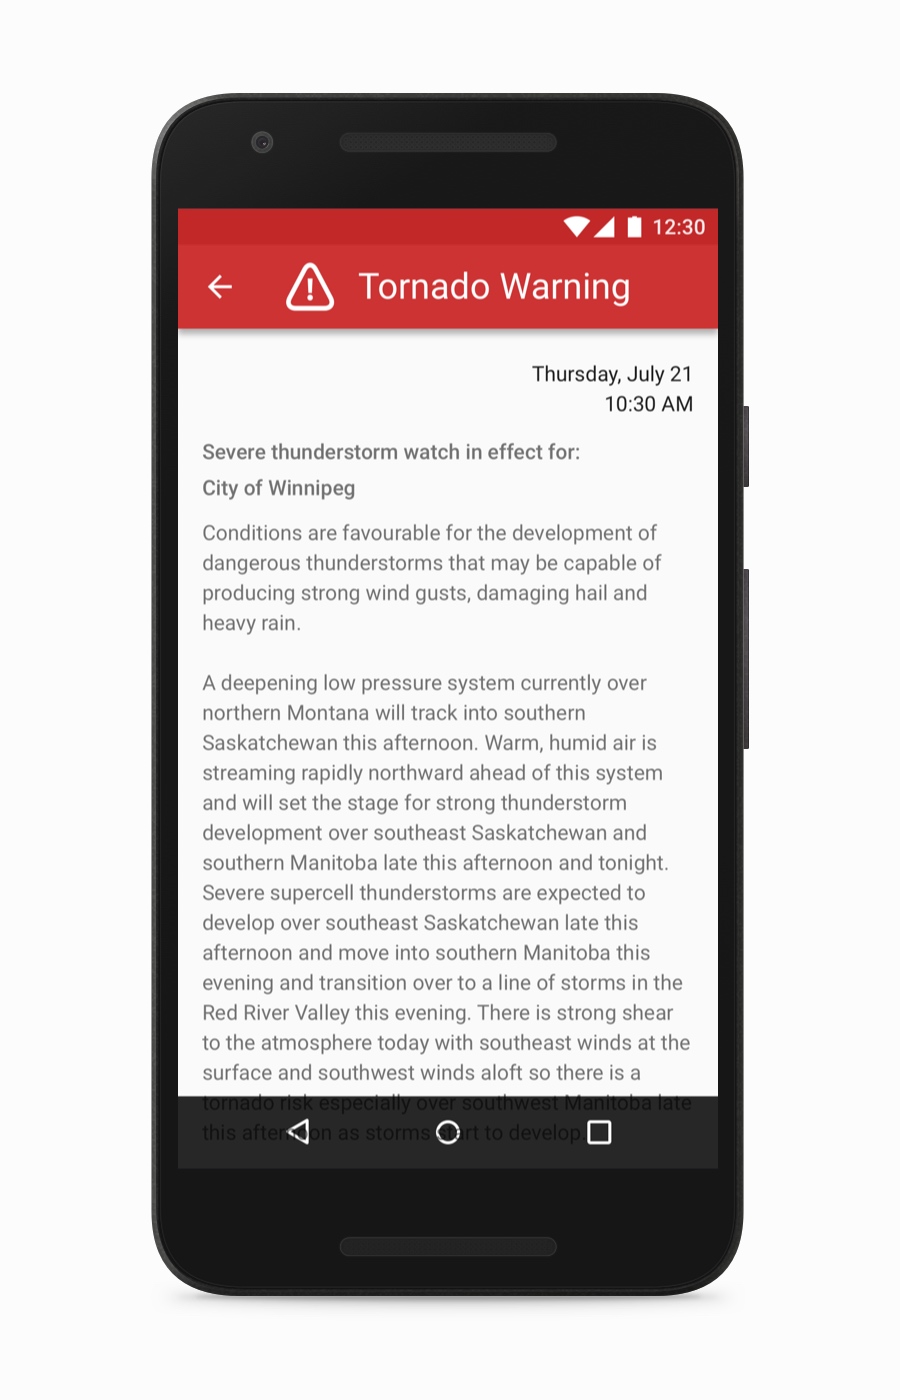 12:30
Tornado Warning
Thursday, July 21
10:30 AM
Severe thunderstorm watch in effect for:
City of Winnipeg
Conditions are favourable for the development of
dangerous thunderstorms that may be capable of
producing strong wind gusts, damaging hail and
heavy rain.
A deepening low pressure system currently over
northern Montana will track into southern
Saskatchewan this afternoon. Warm, humid air is
streaming rapidly northward ahead of this system
and will set the stage for strong thunderstorm
development over southeast Saskatchewan and
southern Manitoba late this afternoon and tonight.
Severe supercell thunderstorms are expected to
develop over southeast Saskatchewan late this
afternoon and move into southern Manitoba this
evening and transition over to a line of storms in the
Red River Valley this evening. There is strong shear
to the atmosphere today with southeast winds at the
surface and southwest winds aloft so there is a
tornado risk especially over southwest Manitoba late
this afternoon as storms start to develop.